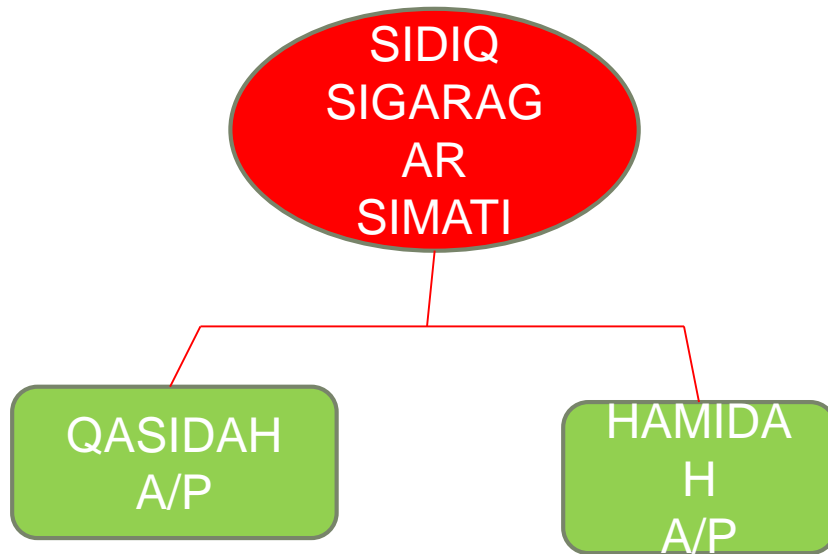 SIDIQ
SIGARAG
AR
SIMATI
QASIDAH
A/P
HAMIDA
H
A/P